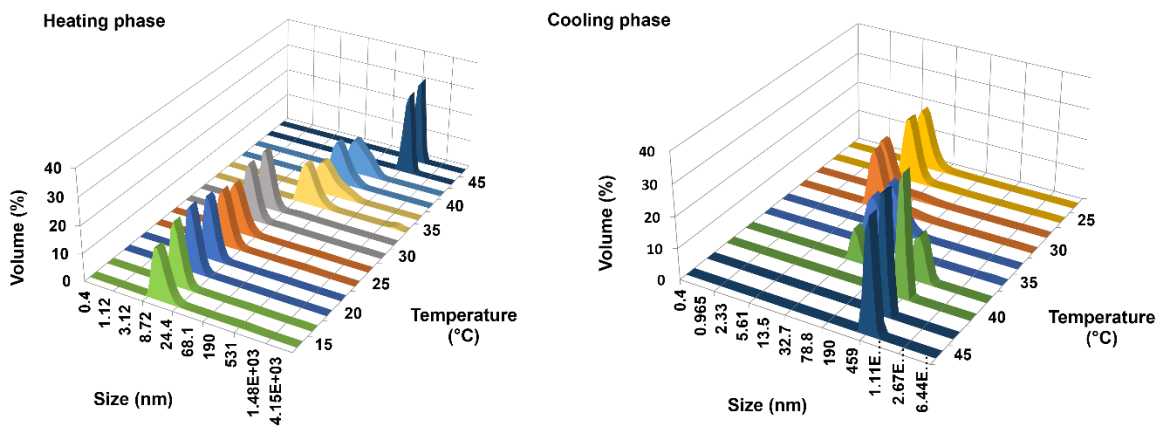 Heating phase
Volume (%)
40
30
20
10
0
0.4
1.12
3.12
8.72
24.4
68.1
190
531
1.48E+03
4.15E+03
Size (nm)
15
20
25
30
35
40
45
Temperature
(°C)
Cooling phase
Volume (%)
40
30
20
10
0
0.4
0.965
2.33
5.61
13.5
32.7
78.8
190
459
1.11E…
2.67E…
6.44E…
Size (nm)
45
40
35
30
25
Temperature
(°C)